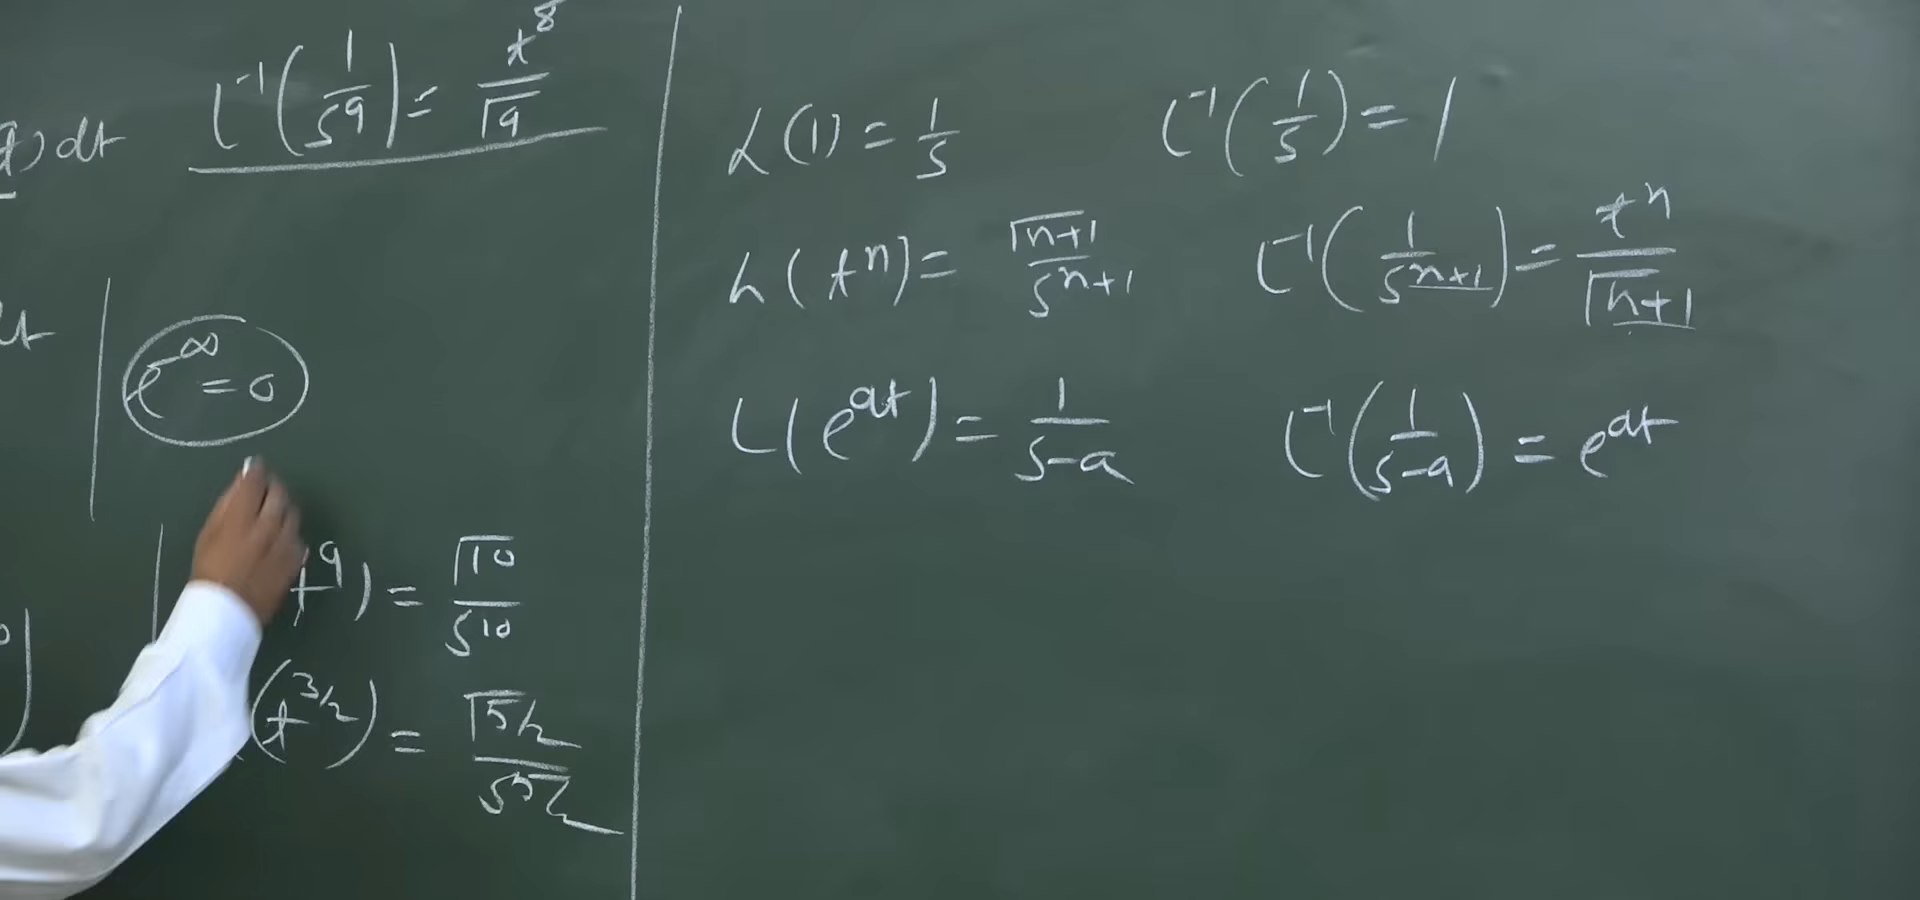 L⁻¹(1/s⁹) = t⁸/Γ9
) dt
e^-∞ = 0
t⁹) = Γ10/s¹⁰
(t^3/2) = Γ5/2/s^5/2
L(1) = 1/s
L⁻¹(1/s) = 1
L(tⁿ) = Γn+1/sⁿ⁺¹
L⁻¹(1/sⁿ⁺¹) = tⁿ/Γn+1
L(e^at) = 1/s-a
L⁻¹(1/s-a) = e^at